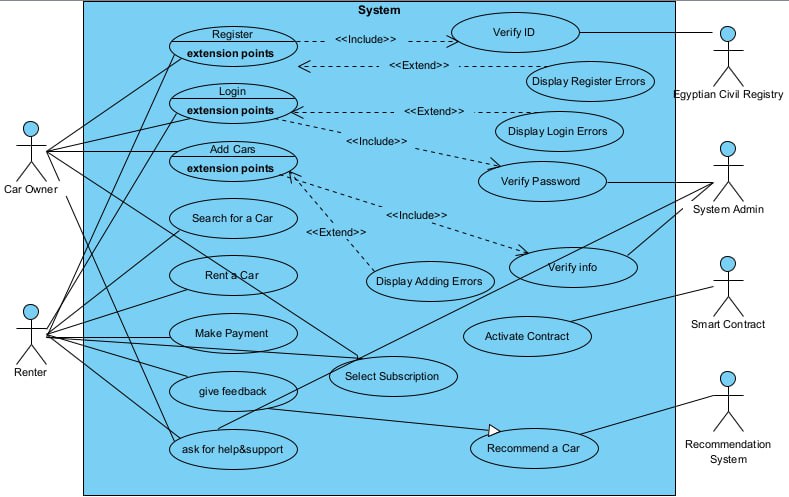 System
Register
extension points
<<Include>>
Verify ID
<<Extend>>
Display Register Errors
Egyptian Civil Registry
Login
extension points
<<Extend>>
Display Login Errors
<<Include>>
Add Cars
extension points
Verify Password
Car Owner
System Admin
Search for a Car
<<Include>>
<<Extend>>
Rent a Car
Display Adding Errors
Verify info
Make Payment
Activate Contract
Smart Contract
Renter
Select Subscription
give feedback
ask for help&support
Recommend a Car
Recommendation
System